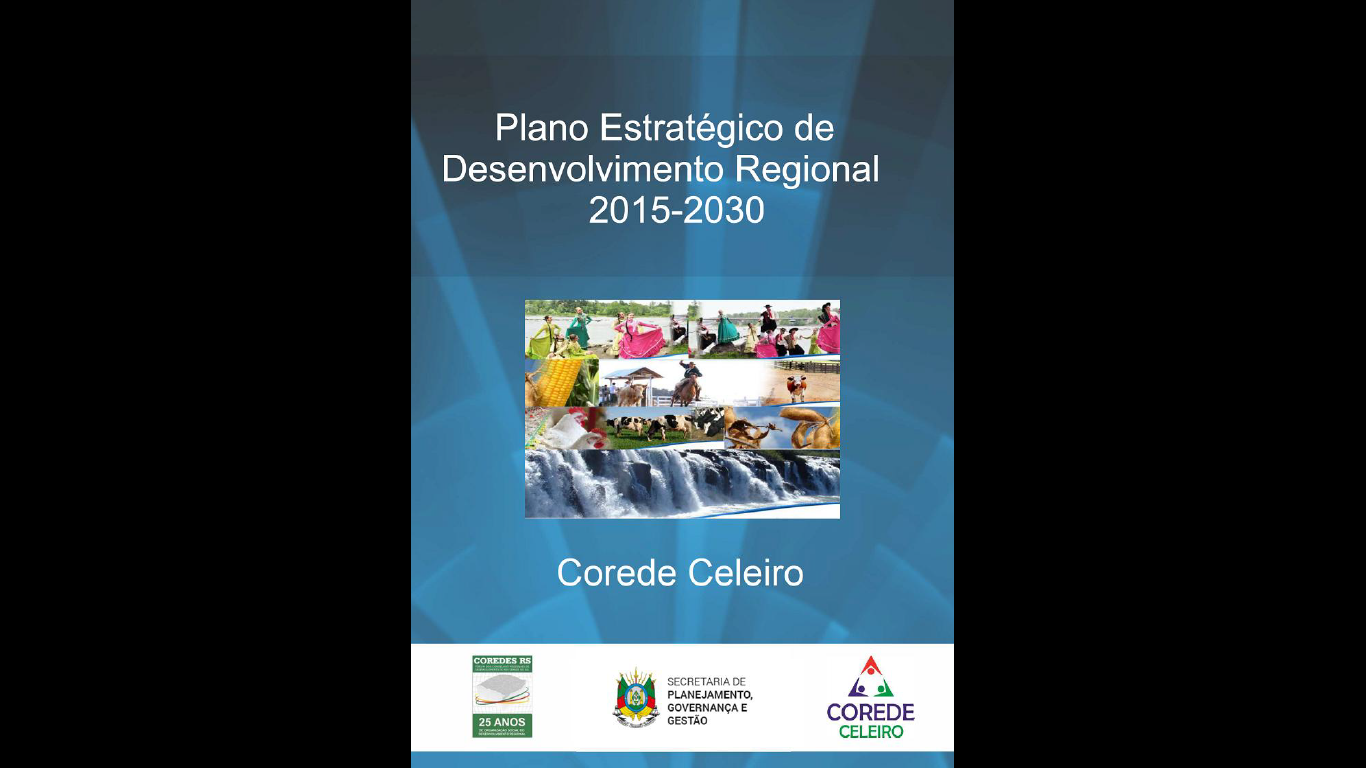 Plano Estratégico de
Desenvolvimento Regional
2015-2030
Corede Celeiro
COREDES RS
25 ANOS
SECRETARIA DE
PLANEJAMENTO,
GOVERNANÇA E
GESTÃO
COREDE
CELEIRO